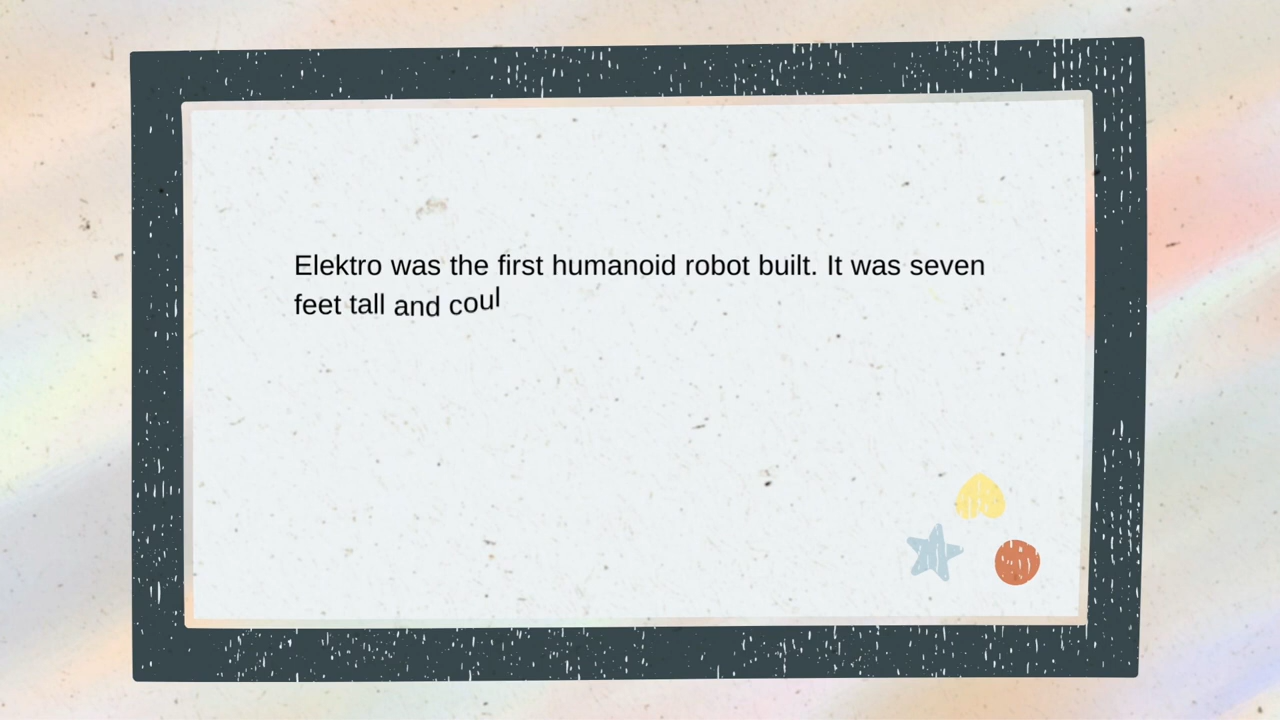 Elektro was the first humanoid robot built. It was seven
feet tall and coul